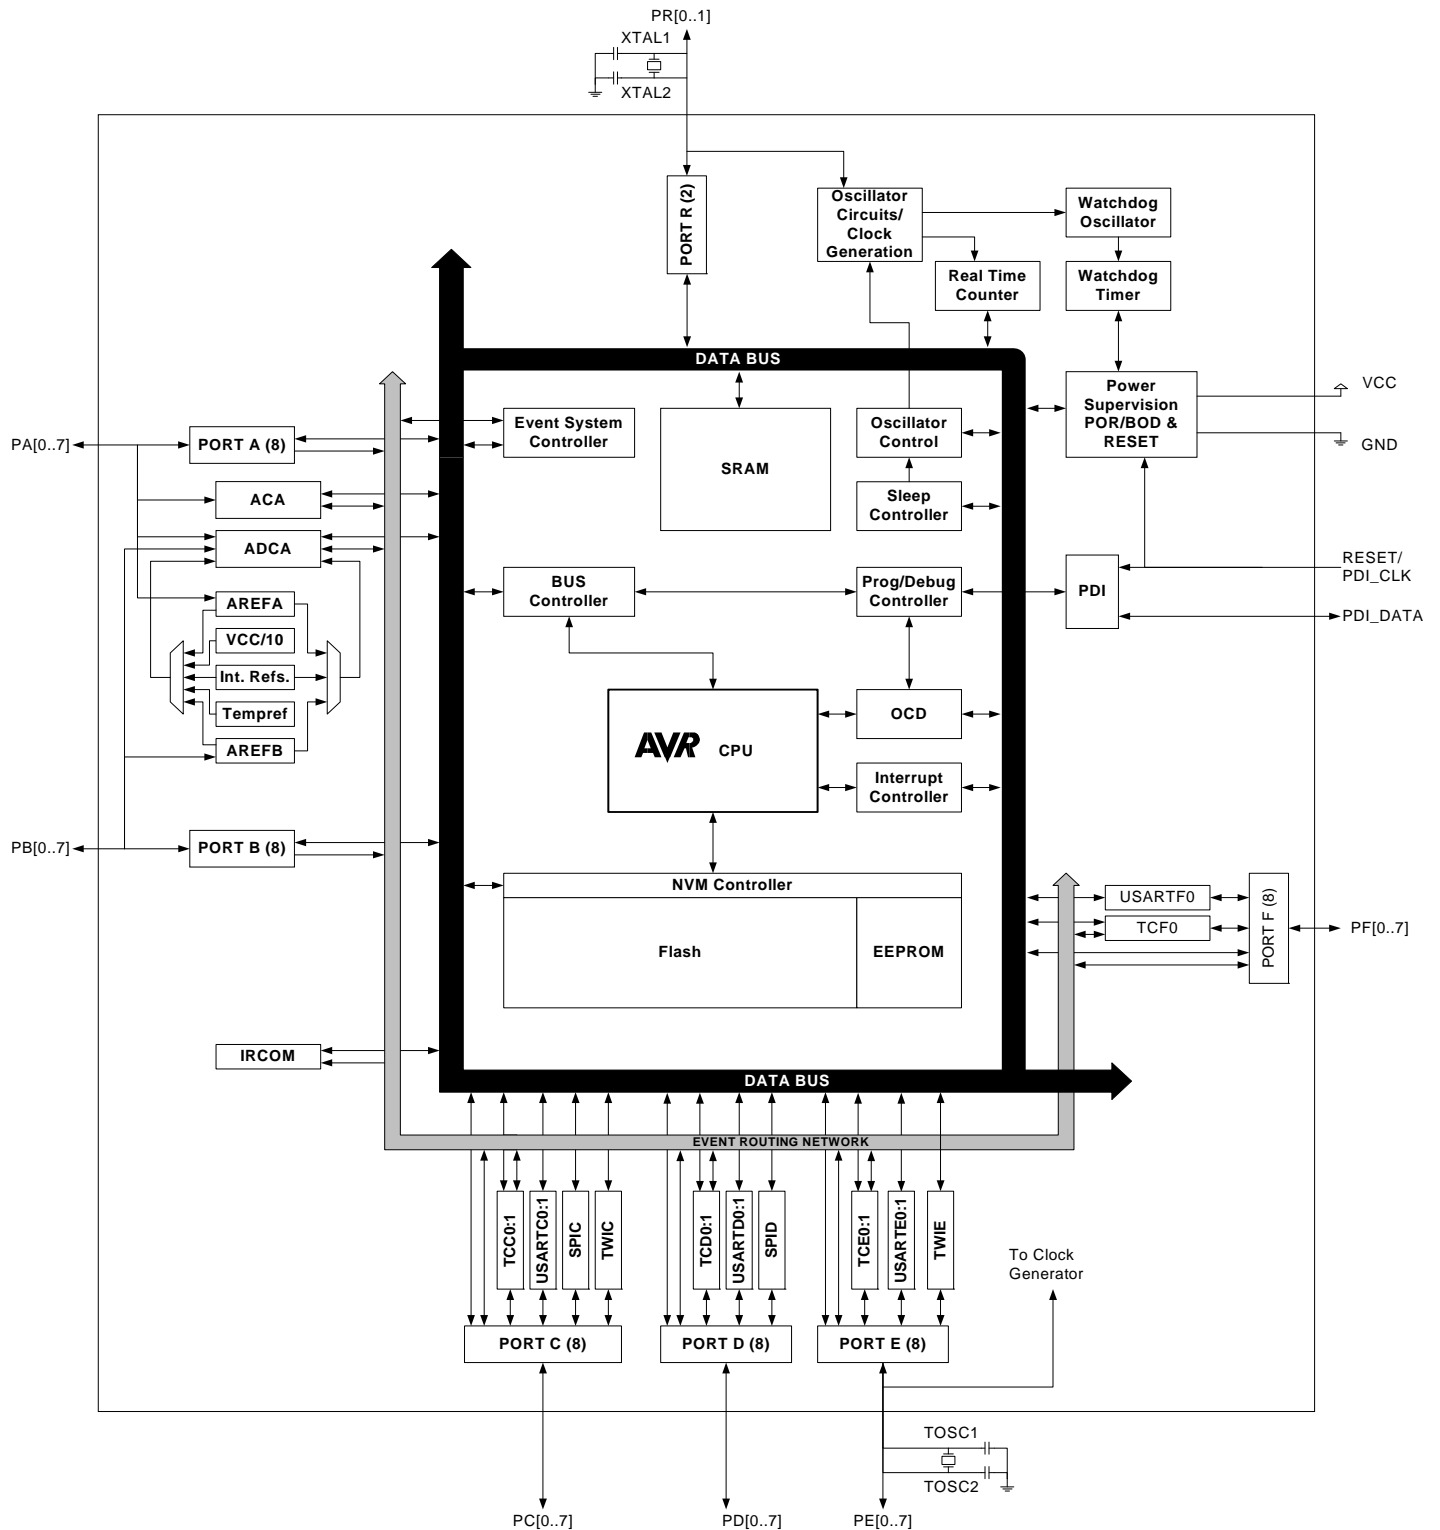 PR[0..1]
XTAL1
XTAL2
PORT R (2)
Oscillator
Circuits/
Clock
Generation
Watchdog
Oscillator
Real Time
Counter
Watchdog
Timer
DATA BUS
Power
Supervision
POR/BOD &
RESET
VCC
GND
PA[0..7]
PORT A (8)
Event System
Controller
SRAM
Oscillator
Control
ACA
Sleep
Controller
ADCA
BUS
Controller
Prog/Debug
Controller
PDI
RESET/
PDI_CLK
PDI_DATA
AREFA
VCC/10
Int. Refs.
Tempref
AREFB
AVR CPU
OCD
Interrupt
Controller
PB[0..7]
PORT B (8)
NVM Controller
Flash
EEPROM
USARTF0
TCF0
PORT F (8)
PF[0..7]
IRCOM
DATA BUS
EVENT ROUTING NETWORK
TCC0:1
USARTC0:1
SPIC
TWIC
TCD0:1
USARTD0:1
SPID
TCE0:1
USARTE0:1
TWIE
To Clock
Generator
PORT C (8)
PORT D (8)
PORT E (8)
TOSC1
TOSC2
PC[0..7]
PD[0..7]
PE[0..7]